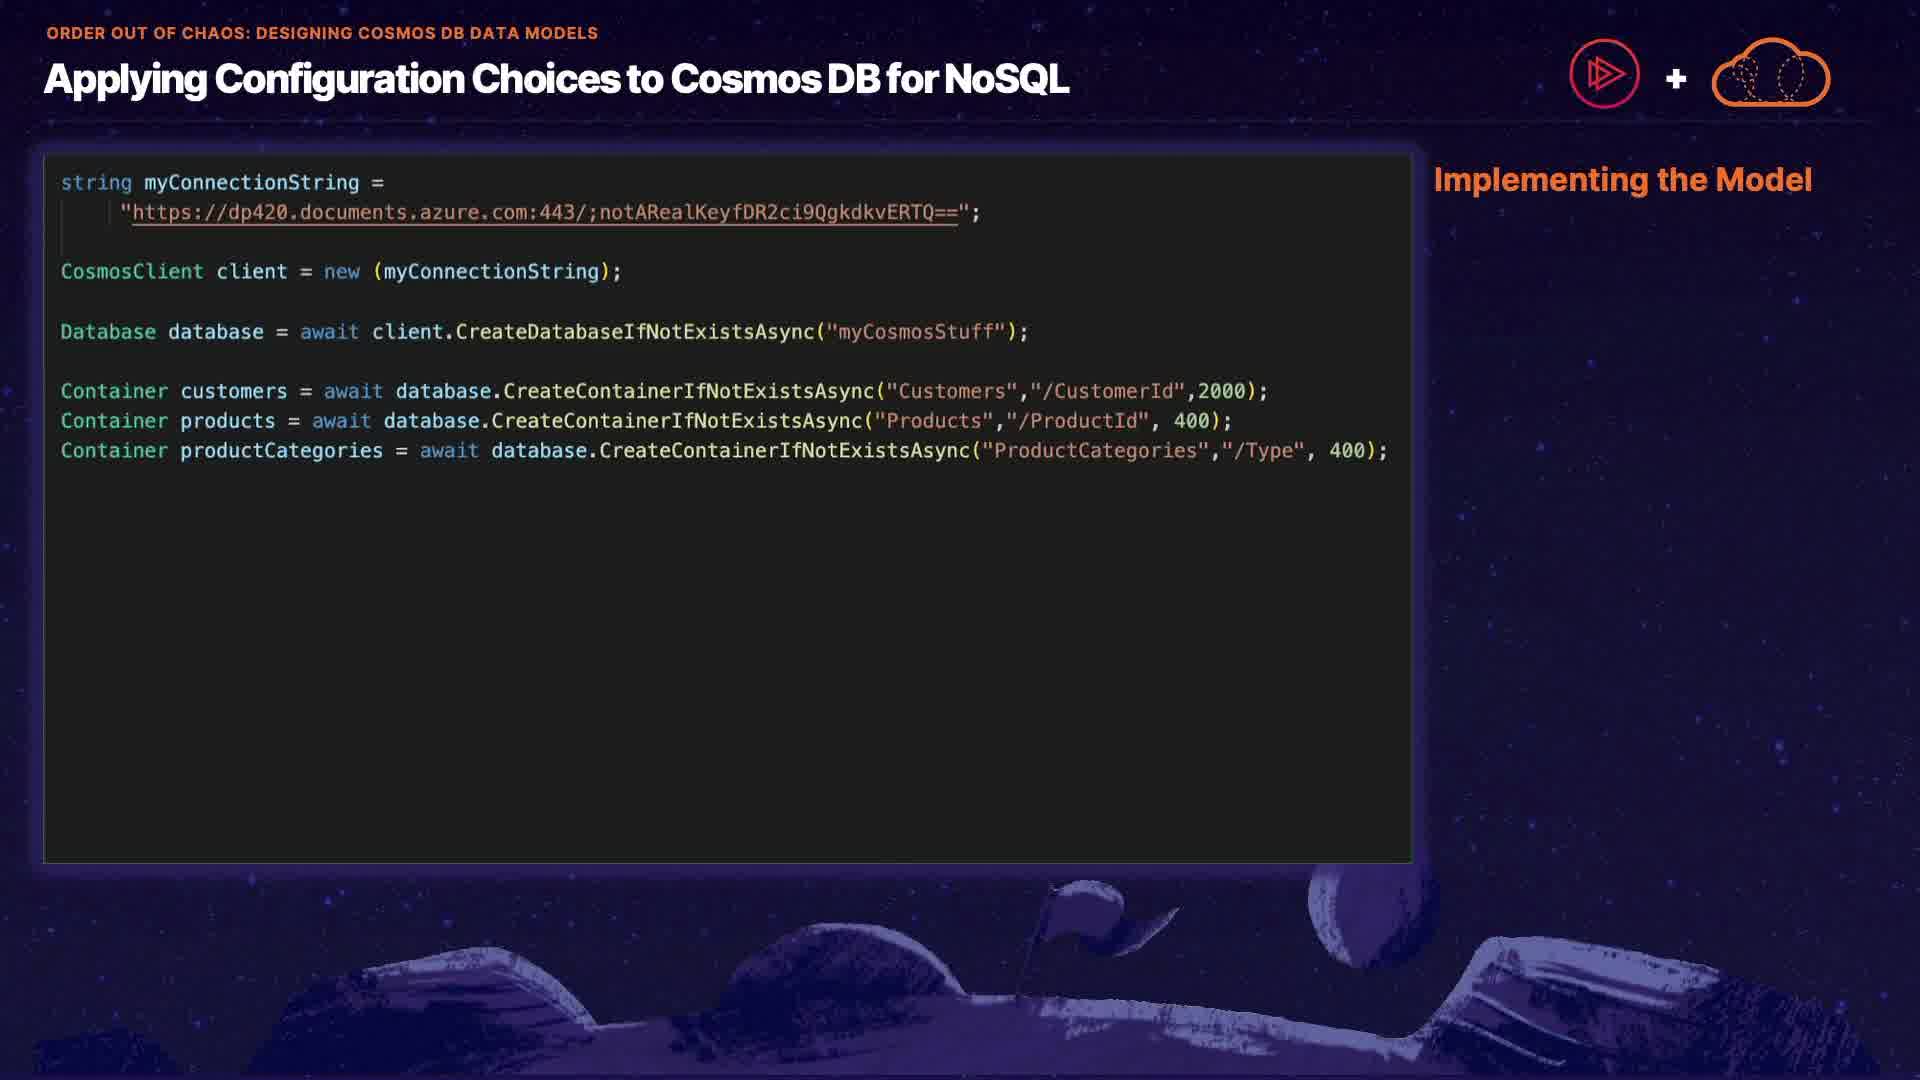 ORDER OUT OF CHAOS: DESIGNING COSMOS DB DATA MODELS
Applying Configuration Choices to Cosmos DB for NoSQL
+
string myConnectionString =
"https://dp420.documents.azure.com:443/;notARealKeyfDR2ci9QgkdkvERTQ==";
CosmosClient client = new (myConnectionString);
Database database = await client.CreateDatabaseIfNotExistsAsync("myCosmosStuff");
Container customers = await database.CreateContainerIfNotExistsAsync("Customers","/CustomerId",2000);
Container products = await database.CreateContainerIfNotExistsAsync("Products","/ProductId", 400);
Container productCategories = await database.CreateContainerIfNotExistsAsync("ProductCategories","/Type", 400);
Implementing the Model